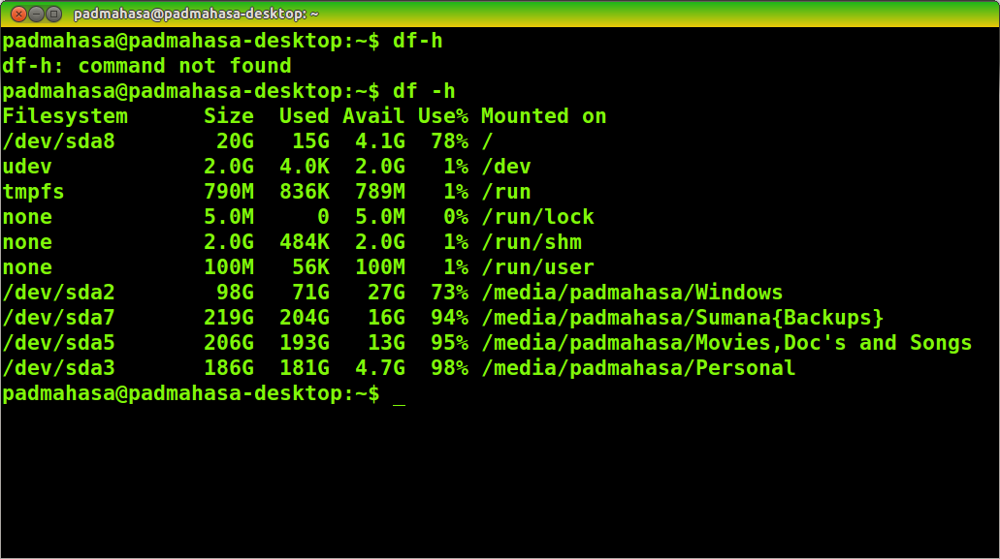 padmahasa@padmahasa-desktop: ~
padmahasa@padmahasa-desktop:~$ df-h
df-h: command not found
padmahasa@padmahasa-desktop:~$ df -h
Filesystem      Size  Used Avail Use% Mounted on
/dev/sda8        20G   15G  4.1G  78% /
udev            2.0G  4.0K  2.0G   1% /dev
tmpfs           790M  836K  789M   1% /run
none            5.0M     0  5.0M   0% /run/lock
none            2.0G  484K  2.0G   1% /run/shm
none            100M   56K  100M   1% /run/user
/dev/sda2        98G   71G   27G  73% /media/padmahasa/Windows
/dev/sda7       219G  204G   16G  94% /media/padmahasa/Sumana{Backups}
/dev/sda5       206G  193G   13G  95% /media/padmahasa/Movies,Doc's and Songs
/dev/sda3       186G  181G  4.7G  98% /media/padmahasa/Personal
padmahasa@padmahasa-desktop:~$ _